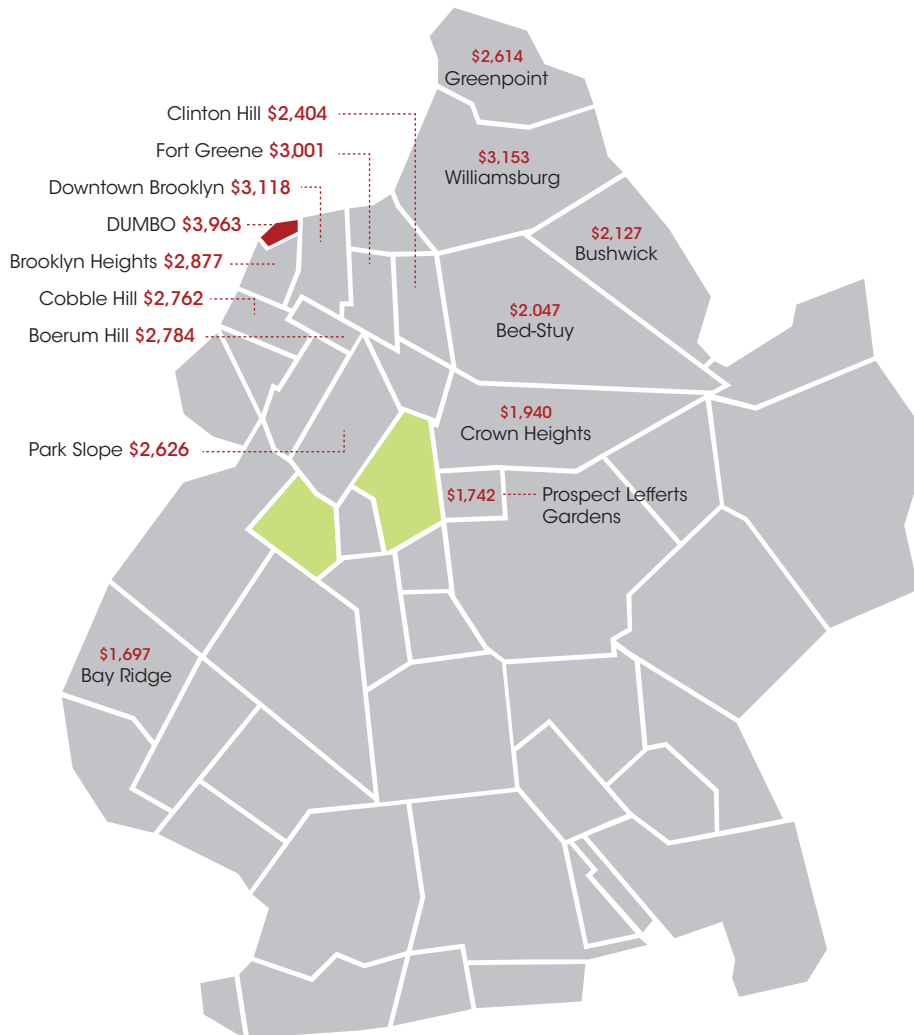 $2,614
Greenpoint
Clinton Hill $2,404
Fort Greene $3,001
$3,153
Williamsburg
Downtown Brooklyn $3,118
DUMBO $3,963
$2,127
Bushwick
Brooklyn Heights $2,877
Cobble Hill $2,762
$2.047
Bed-Stuy
Boerum Hill $2,784
$1,940
Crown Heights
Park Slope $2,626
$1,742
Prospect Lefferts
Gardens
$1,697
Bay Ridge